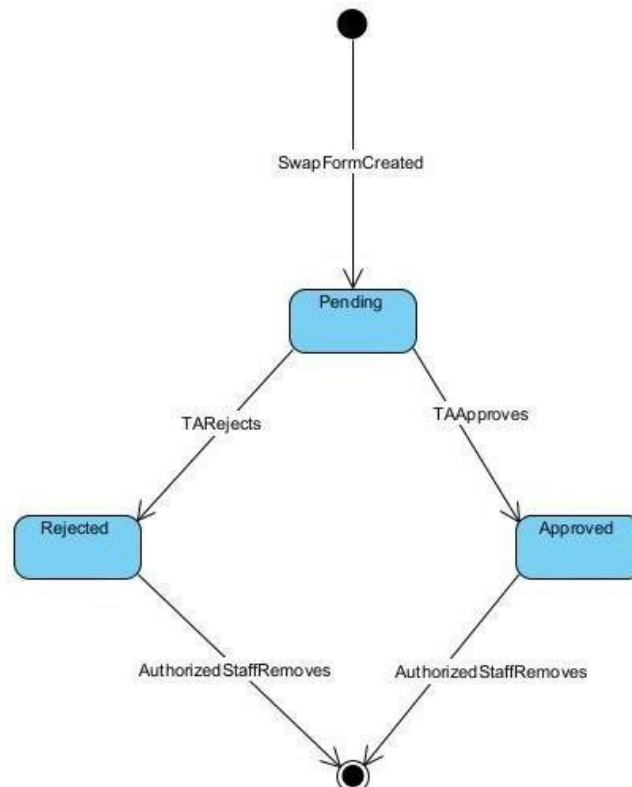 SwapFormCreated
Pending
TARejects
TAApproves
Rejected
Approved
AuthorizedStaffRemoves
AuthorizedStaffRemoves